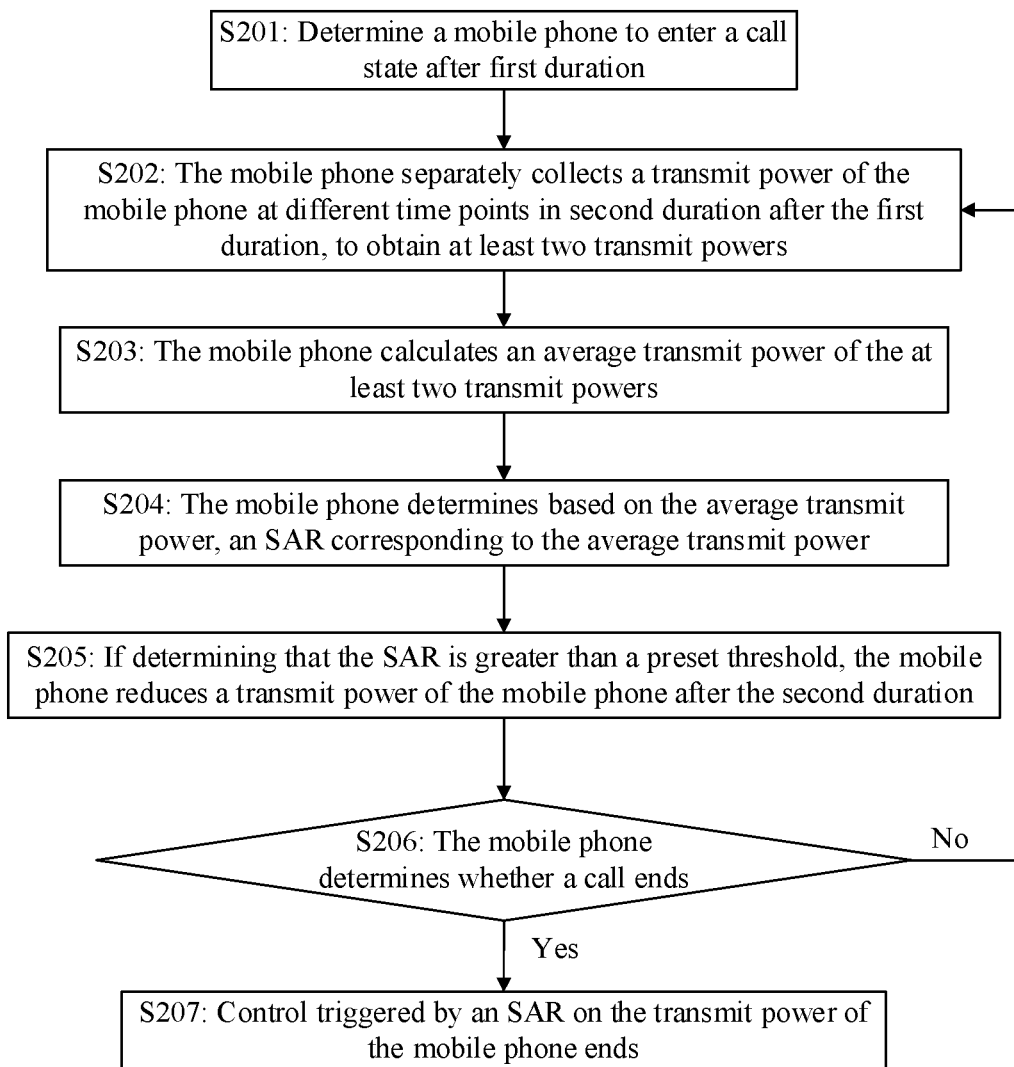 S201: Determine a mobile phone to enter a call
state after first duration
S202: The mobile phone separately collects a transmit power of the
mobile phone at different time points in second duration after the first
duration, to obtain at least two transmit powers
S203: The mobile phone calculates an average transmit power of the at
least two transmit powers
S204: The mobile phone determines based on the average transmit
power, an SAR corresponding to the average transmit power
S205: If determining that the SAR is greater than a preset threshold, the mobile
phone reduces a transmit power of the mobile phone after the second duration
S206: The mobile phone
determines whether a call ends
No
Yes
S207: Control triggered by an SAR on the transmit power of
the mobile phone ends